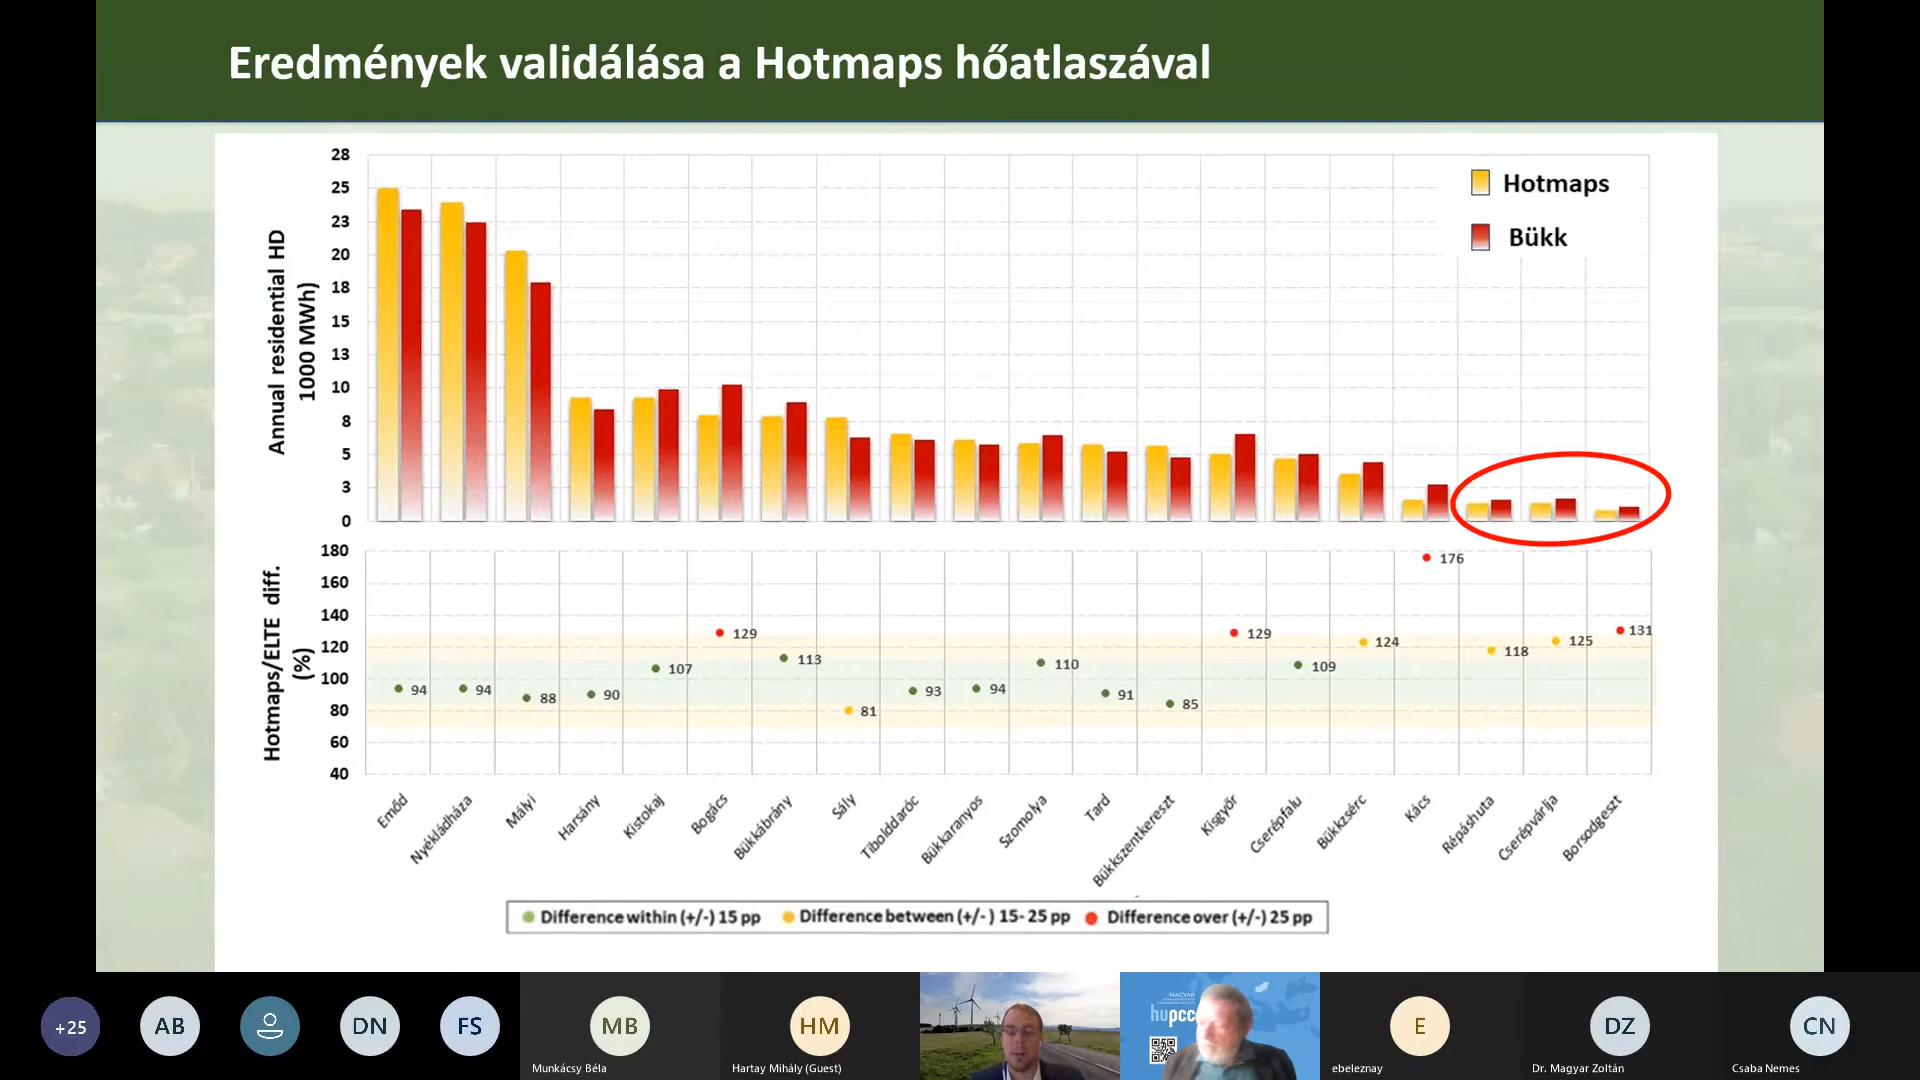 Eredmények validálása a Hotmaps hőatlaszával
Annual residential HD
1000 MWh)
28
25
23
20
18
15
13
10
8
5
3
0
Hotmaps
Bükk
Hotmaps/ELTE diff.
(%)
180
160
140
120
100
80
60
40
94
94
88
90
107
129
113
81
93
94
110
91
85
129
109
124
176
118
125
131
Emőd
Nyékládháza
Mályi
Harsány
Kistokaj
Bogács
Bükkábrány
Sály
Tibolddaróc
Bükkaranyos
Szomolya
Tard
Bükkszentkereszt
Kisgyőr
Cserépfalu
Bükkzsérc
Kács
Répáshuta
Cserépváralja
Borsodgeszt
Difference within (+/-) 15 pp
Difference between (+/- ) 15- 25 pp
Difference over (+/-) 25 pp
+25
AB
DN
FS
MB
Munkácsy Béla
HM
Hartay Mihály (Guest)
MAGYAR
hupcc
E
ebeleznay
DZ
Dr. Magyar Zoltán
CN
Csaba Nemes